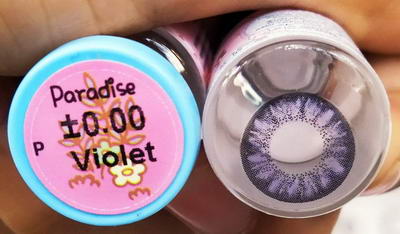 Paradise
±0.00
P
Violet